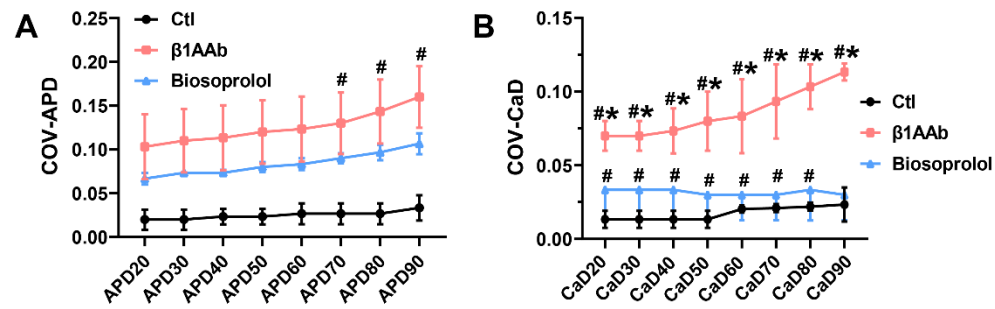 A
COV-APD
0.25
0.20
0.15
0.10
0.05
0.00
Ctl
β1AAb
Biosoprolol
# # #
APD20 APD30 APD40 APD50 APD60 APD70 APD80 APD90
B
COV-CaD
0.15
0.10
0.05
0.00
#* #* #* #* #* #* #* #*
# # # # # # #
Ctl
β1AAb
Biosoprolol
CaD20 CaD30 CaD40 CaD50 CaD60 CaD70 CaD80 CaD90